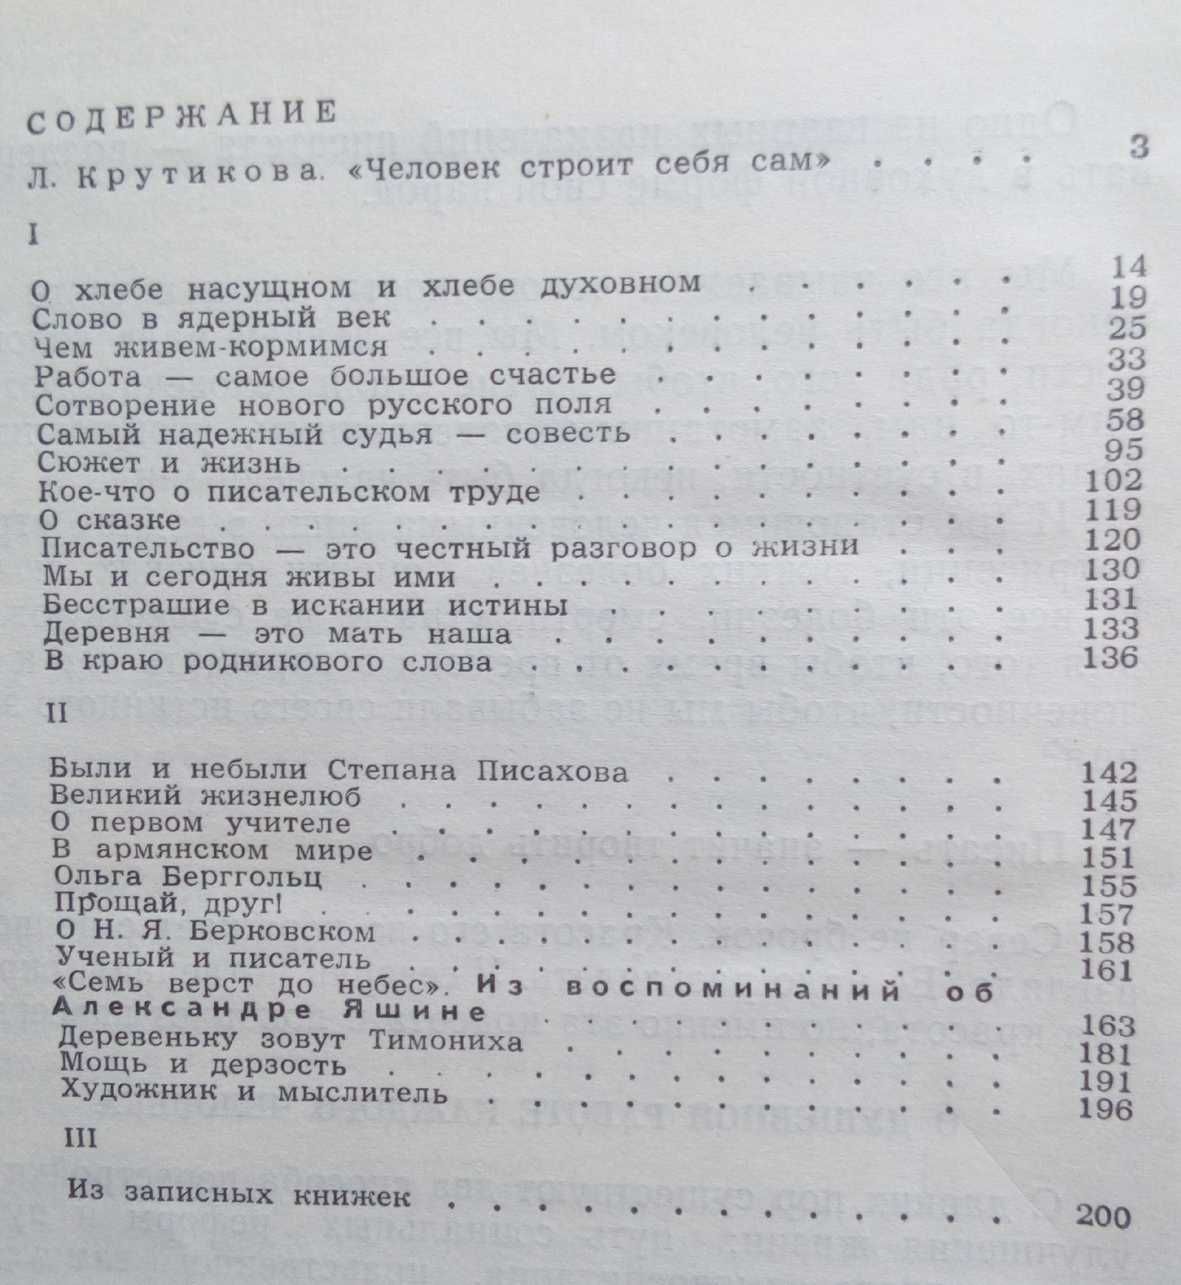 СОДЕРЖАНИЕ
Л. Крутикова. «Человек строит себя сам» . . . . 3
I
О хлебе насущном и хлебе духовном . . . . . . 14
Слово в ядерный век . . . . . . . . . . . . . 19
Чем живем-кормимся . . . . . . . . . . . . . 25
Работа — самое большое счастье . . . . . . . . 33
Сотворение нового русского поля . . . . . . . . 39
Самый надежный судья — совесть . . . . . . . . 58
Сюжет и жизнь . . . . . . . . . . . . . . . 95
Кое-что о писательском труде . . . . . . . . . . 102
О сказке . . . . . . . . . . . . . . . . . 119
Писательство — это честный разговор о жизни . . . 120
Мы и сегодня живы ими . . . . . . . . . . . . 130
Бесстрашие в искании истины . . . . . . . . . . 131
Деревня — это мать наша . . . . . . . . . . . 133
В краю родникового слова . . . . . . . . . . . 136
II
Были и небыли Степана Писахова . . . . . . . . 142
Великий жизнелюб . . . . . . . . . . . . . . 145
О первом учителе . . . . . . . . . . . . . . 147
В армянском мире . . . . . . . . . . . . . . 151
Ольга Берггольц . . . . . . . . . . . . . . . 155
Прощай, друг! . . . . . . . . . . . . . . . 157
О Н. Я. Берковском . . . . . . . . . . . . . . 158
Ученый и писатель . . . . . . . . . . . . . . 161
«Семь верст до небес». Из воспоминаний об
Александре Яшине . . . . . . . . . . . 163
Деревеньку зовут Тимониха . . . . . . . . . . . 181
Мощь и дерзость . . . . . . . . . . . . . . 191
Художник и мыслитель . . . . . . . . . . . . . 196
III
Из записных книжек . . . . . . . . . . . . . 200